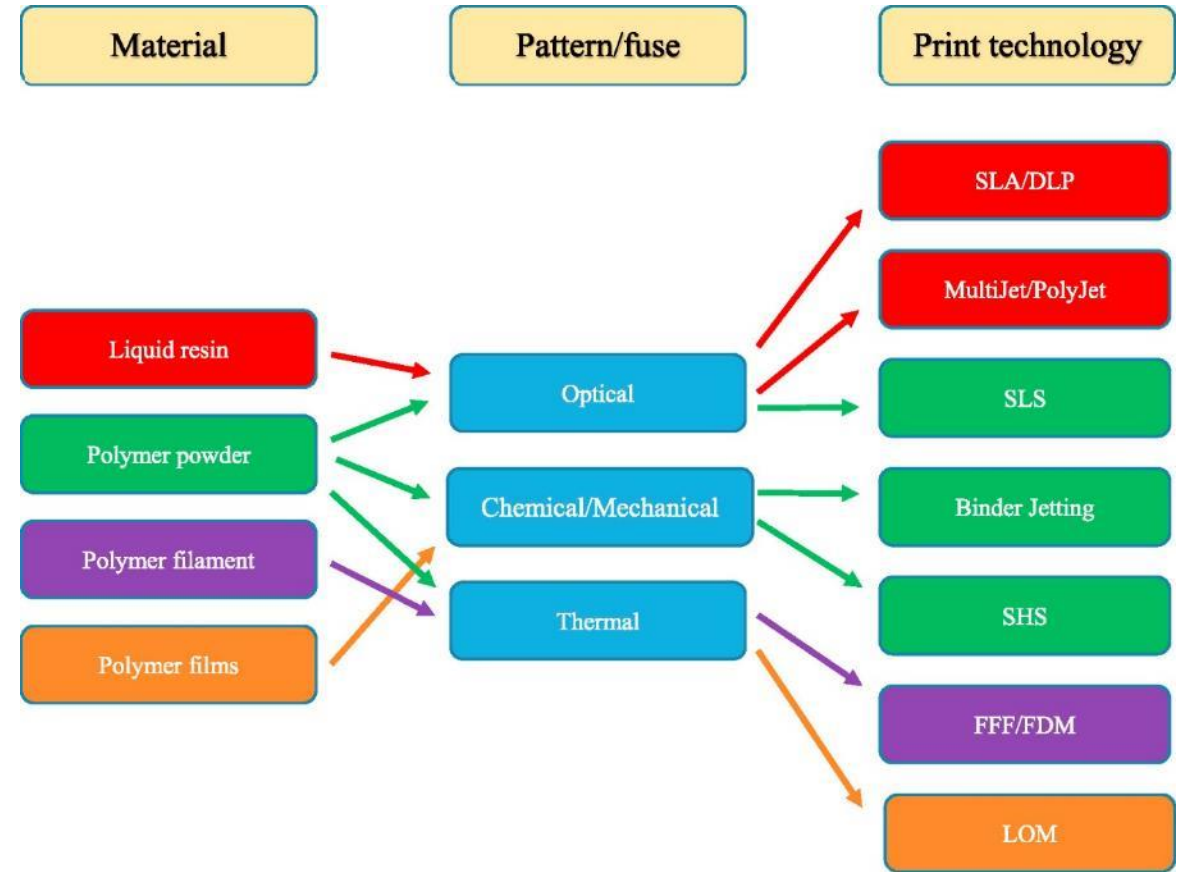 Material
Pattern/fuse
Print technology
SLA/DLP
MultiJet/PolyJet
Liquid resin
Optical
SLS
Polymer powder
Chemical/Mechanical
Binder Jetting
Polymer filament
Thermal
SHS
Polymer films
FFF/FDM
LOM